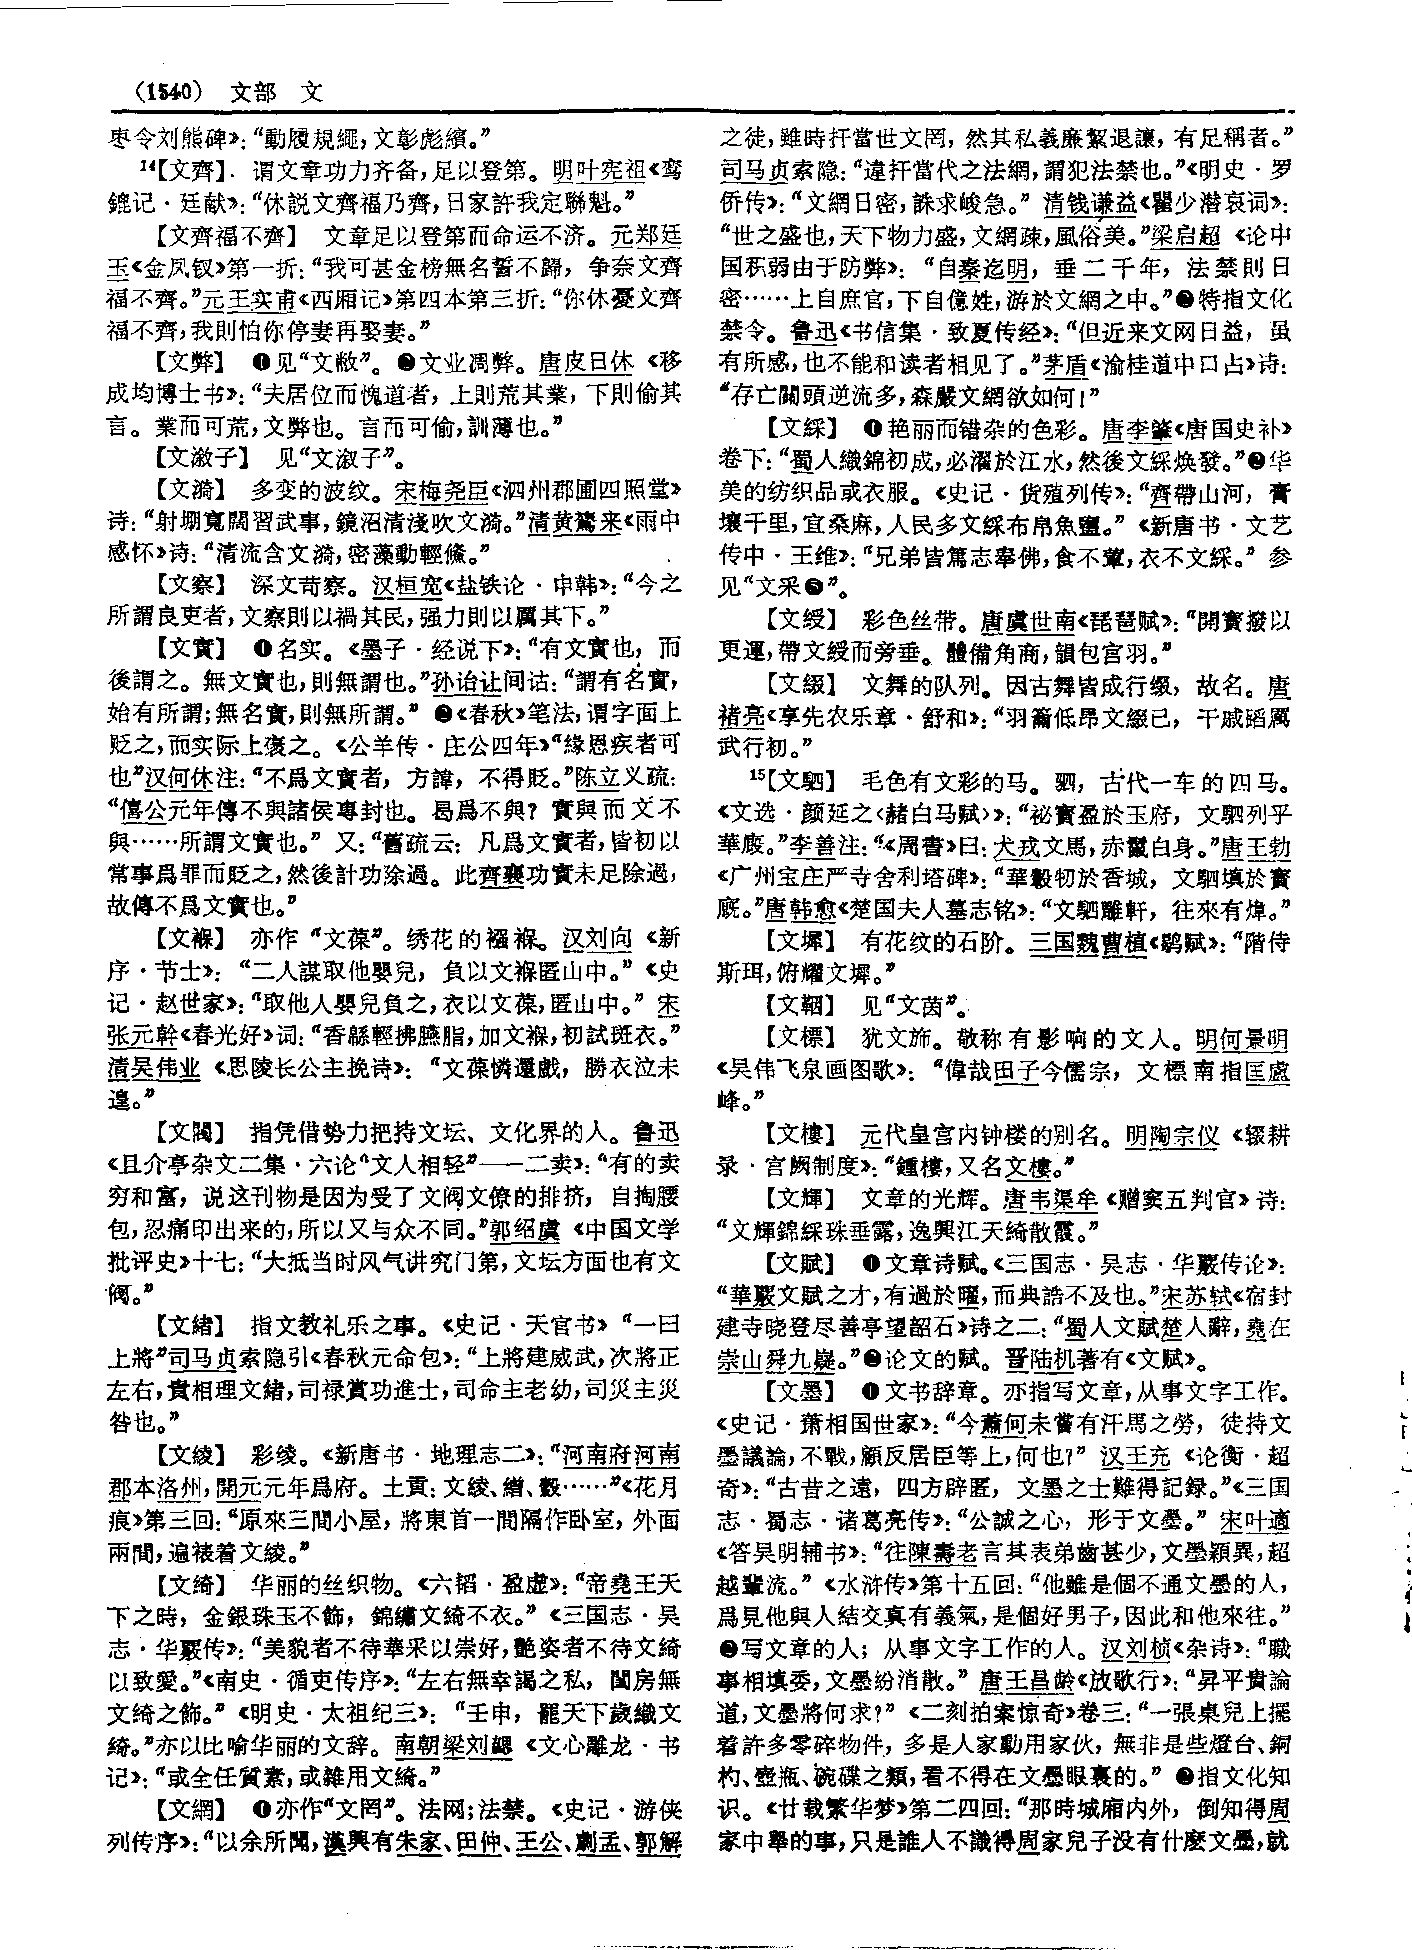 （1540） 文部 文
枣令刘熊碑》：“動履規繩，文彰彪繽。”
14【文齊】．谓文章功力齐备，足以登第。明叶宪祖《鸾
鎞记·廷献》：“休説文齊福乃齊，日家許我定聯魁。”
【文齊福不齊】 文章足以登第而命运不济。元郑廷
玉《金凤钗》第一折：“我可甚金榜無名誓不歸，争奈文齊
福不齊。”元王实甫《西厢记》第四本第三折：“你休憂文齊
福不齊，我則怕你停妻再娶妻。”
【文弊】 ❶见“文敝”。❷文业凋弊。唐皮日休《移
成均博士书》：“夫居位而愧道者，上則荒其業，下則偷其
言。業而可荒，文弊也。言而可偷，訓薄也。”
【文漵子】 见“文淑子”。
【文漪】 多变的波纹。宋梅尧臣《泗州郡圃四照堂》
诗：“射堋寬闊習武事，鏡沼清淺吹文漪。”清黄鷟来《雨中
感怀》诗：“清流含文漪，密藻動輕鯈。”
【文察】 深文苛察。汉桓宽《盐铁论·申韩》：“今之
所謂良吏者，文察則以禍其民，强力則以厲其下。”
【文實】 ❶名实。《墨子·经说下》：“有文實也，而
後謂之。無文實也，則無謂也。”孙诒让间诂：“謂有名實，
始有所謂；無名實，則無所謂。”❷《春秋》笔法，谓字面上
贬之，而实际上褒之。《公羊传·庄公四年》“緣恩疾者可
也”汉何休注：“不爲文實者，方諱，不得貶。”陈立义疏：
“僖公元年傳不與諸侯專封也。曷爲不與？實與而文不
與……所謂文實也。”又：“舊疏云：凡爲文實者，皆初以
常事爲罪而貶之，然後計功除過。此齊襄功實未足除過，
故傳不爲文實也。”
【文褓】 亦作“文葆”。绣花的襁褓。汉刘向《新
序·节士》：“二人謀取他嬰兒，負以文褓匿山中。”《史
记·赵世家》：“取他人嬰兒負之，衣以文葆，匿山中。”宋
张元幹《春光好》词：“香緜輕拂臙脂，加文褓，初試斑衣。”
清吴伟业《思陵长公主挽诗》：“文葆憐還戲，勝衣泣未
遑。”
【文閥】 指凭借势力把持文坛、文化界的人。鲁迅
《且介亭杂文二集·六论“文人相轻”——二卖》：“有的卖
穷和富，说这刊物是因为受了文阀文僚的排挤，自掏腰
包，忍痛印出来的，所以又与众不同。”郭绍虞《中国文学
批评史》十七：“大抵当时风气讲究门第，文坛方面也有文
阀。”
【文緒】 指文教礼乐之事。《史记·天官书》“一曰
上將”司马贞索隐引《春秋元命包》：“上將建威武，次將正
左右，貴相理文緒，司禄賞功進士，司命主老幼，司災主災
咎也。”
【文绫】 彩绫。《新唐书·地理志二》：“河南府河南
郡本洛州，開元元年爲府。土貢：文綾、繒、縠……”《花月
痕》第三回：“原來三間小屋，將東首一間隔作卧室，外面
兩間，遍裱着文綾。”
【文绮】 华丽的丝织物。《六韬·盈虚》：“帝堯王天
下之時，金銀珠玉不飾，錦繡文綺不衣。”《三国志·吴
志·华覈传》：“美貌者不待華采以崇好，艷姿者不待文綺
以致愛。”《南史·循吏传序》：“左右無幸謁之私，閨房無
文綺之飾。”《明史·太祖纪三》：“壬申，罷天下歲織文
綺。”亦以比喻华丽的文辞。南朝梁刘勰《文心雕龙·书
记》：“或全任質素，或雜用文綺。”
【文網】 ❶亦作“文罔”。法网；法禁。《史记·游侠
列传序》：“以余所聞，漢興有朱家、田仲、王公、劇孟、郭解
之徒，雖時扞當世文罔，然其私義廉絜退讓，有足稱者。”
司马贞索隐：“違扞當代之法網，謂犯法禁也。”《明史·罗
侨传》：“文網日密，誅求峻急。”清钱谦益《瞿少潜哀词》：
“世之盛也，天下物力盛，文網疎，風俗美。”梁启超《论中
国积弱由于防弊》：“自秦迄明，垂二千年，法禁則日
密……上自庶官，下自億姓，游於文網之中。”❷特指文化
禁令。鲁迅《书信集·致夏传经》：“但近来文网日益，虽
有所感，也不能和读者相见了。”茅盾《渝桂道中口占》诗：
“存亡關頭逆流多，森嚴文網欲如何！”
【文綵】 ❶艳丽而错杂的色彩。唐李肇《唐国史补》
卷下：“蜀人織錦初成，必濯於江水，然後文綵焕發。”❷华
美的纺织品或衣服。《史记·货殖列传》：“齊帶山河，膏
壤千里，宜桑麻，人民多文綵布帛魚鹽。”《新唐书·文艺
传中·王维》：“兄弟皆篤志奉佛，食不葷，衣不文綵。”参
见“文采❺”。
【文綬】 彩色丝带。唐虞世南《琵琶赋》：“開寳撥以
更運，帶文綬而旁垂。體備角商，韻包宫羽。”
【文綴】 文舞的队列。因古舞皆成行缀，故名。唐
褚亮《享先农乐章·舒和》：“羽籥低昂文綴已，干戚蹈厲
武行初。”
15【文駟】 毛色有文彩的马。驷，古代一车的四马。
《文选·颜延之〈赭白马赋〉》：“祕寳盈於玉府，文駟列乎
華廄。”李善注：“《周書》曰：犬戎文馬，赤鬣白身。”唐王勃
《广州宝庄严寺舍利塔碑》：“華轂牣於香城，文駟填於寳
廐。”唐韩愈《楚国夫人墓志铭》：“文駟雕軒，往來有煒。”
【文墀】 有花纹的石阶。三国魏曹植《鹖赋》：“階侍
斯珥，俯耀文墀。”
【文鞇】 见“文茵”。
【文標】 犹文旆。敬称有影响的文人。明何景明
《吴伟飞泉画图歌》：“偉哉田子今儒宗，文標南指匡廬
峰。”
【文樓】 元代皇宫内钟楼的别名。明陶宗仪《辍耕
录·宫阙制度》：“鍾樓，又名文樓。”
【文輝】 文章的光辉。唐韦渠牟《赠窦五判官》诗：
“文輝錦綵珠垂露，逸興江天綺散霞。”
【文賦】 ❶文章诗赋。《三国志·吴志·华覈传论》：
“華覈文賦之才，有過於曜，而典誥不及也。”宋苏轼《宿封
建寺晓登尽善亭望韶石》诗之二：“蜀人文賦楚人辭，堯在
崇山舜九嶷。”❷论文的赋。晋陆机著有《文赋》。
【文墨】 ❶文书辞章。亦指写文章，从事文字工作。
《史记·萧相国世家》：“今蕭何未嘗有汗馬之勞，徒持文
墨議論，不戰，顧反居臣等上，何也？”汉王充《论衡·超
奇》：“古昔之遠，四方辟匿，文墨之士難得記録。”《三国
志·蜀志·诸葛亮传》：“公誠之心，形于文墨。”宋叶適
《答吴明辅书》：“往陳壽老言其表弟齒甚少，文墨穎異，超
越輩流。”《水浒传》第十五回：“他雖是個不通文墨的人，
爲見他與人結交真有義氣，是個好男子，因此和他來往。”
❷写文章的人；从事文字工作的人。汉刘桢《杂诗》：“職
事相填委，文墨紛消散。”唐王昌龄《放歌行》：“昇平貴論
道，文墨將何求？”《二刻拍案惊奇》卷三：“一張桌兒上擺
着許多零碎物件，多是人家動用家伙，無非是些燈台、銅
杓、壺瓶、碗碟之類，看不得在文墨眼裏的。”❸指文化知
识。《廿载繁华梦》第二四回：“那時城廂内外，倒知得周
家中舉的事，只是誰人不識得周家兒子没有什麽文墨，就